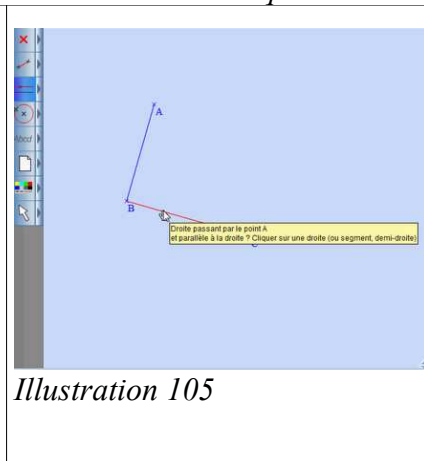 Abcd
A
B
Droite passant par le point A
et parallèle à la droite ? Cliquer sur une droite (ou segment, demi-droite)
Illustration 105